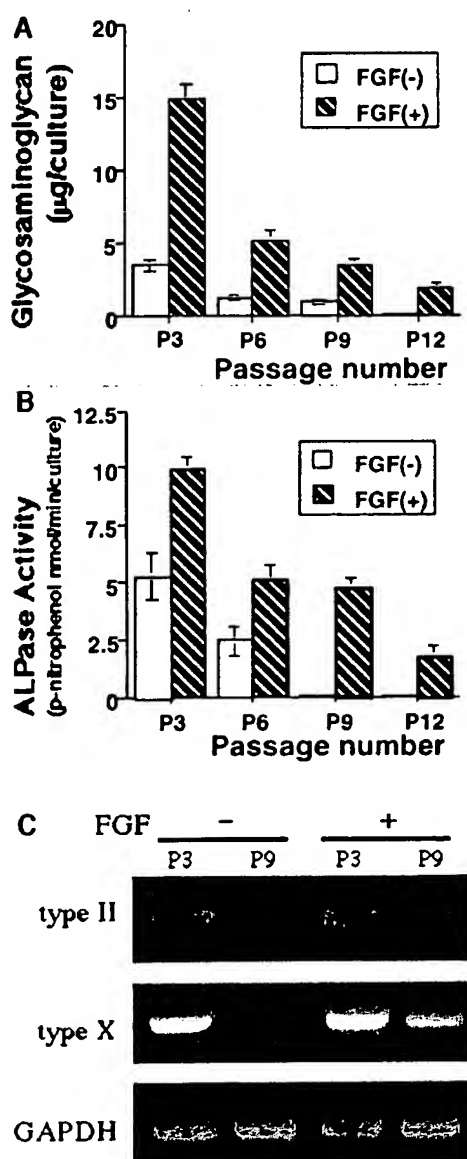 A
Glycosaminoglycan
(µg/culture)
20
15
10
5
0
FGF(-)
FGF(+)
P3 P6 P9 P12
Passage number
B
ALPase Activity
(p-nitrophenol nmol/min/culture)
12.5
10
7.5
5
2.5
0
FGF(-)
FGF(+)
P3 P6 P9 P12
Passage number
C
FGF - +
P3 P9 P3 P9
type II
type X
GAPDH